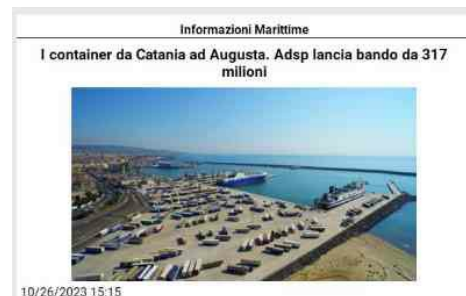 Informazioni Marittime
I container da Catania ad Augusta. Adsp lancia bando da 317
milioni
10/26/2023 15:15